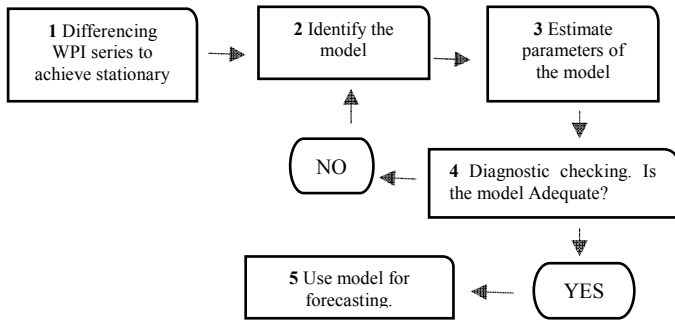 1 Differencing
WPI series to
achieve stationary
2 Identify the
model
3 Estimate
parameters of
the model
NO
4 Diagnostic checking. Is
the model Adequate?
5 Use model for
forecasting.
YES